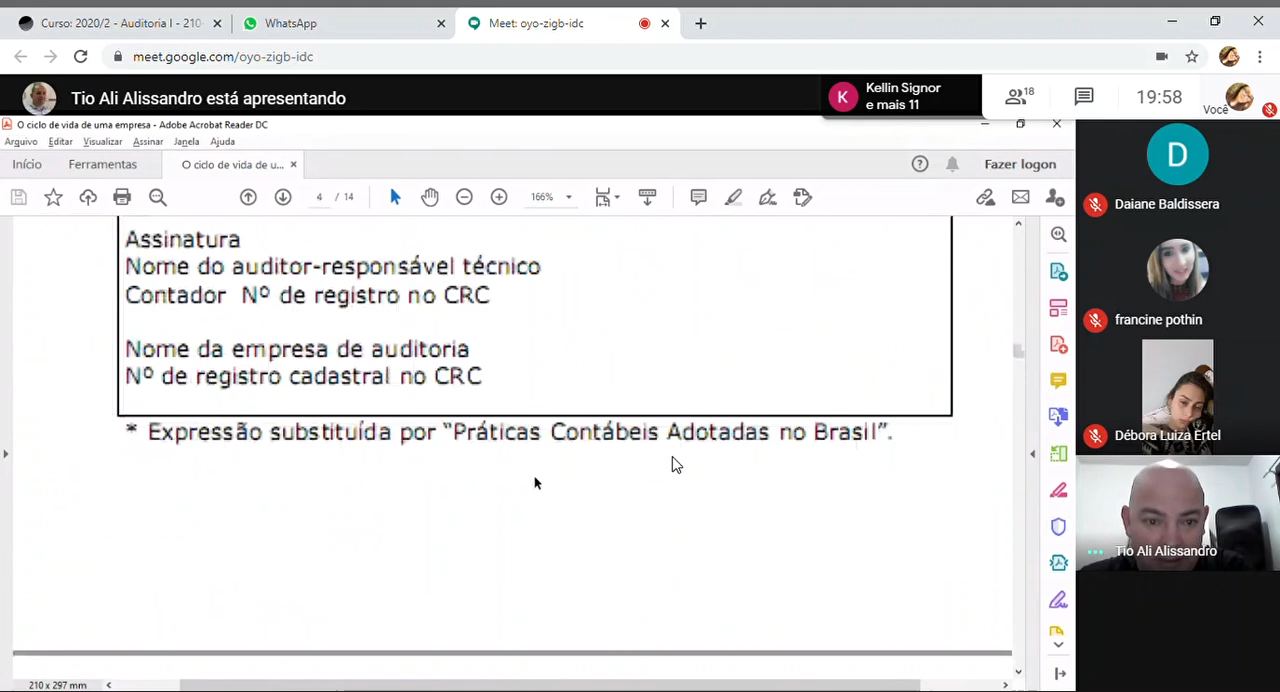 Curso: 2020/2 - Auditoria I - 210
WhatsApp
Meet: oyo-zigb-idc
meet.google.com/oyo-zigb-idc
Tio Ali Alissandro está apresentando
K
Kellin Signor
e mais 11
18
19:58
Você
O ciclo de vida de uma empresa - Adobe Acrobat Reader DC
Arquivo Editar Visualizar Assinar Janela Ajuda
Início Ferramentas O ciclo de vida de u... Fazer logon
4 / 14 166%
Assinatura
Nome do auditor-responsável técnico
Contador Nº de registro no CRC
Nome da empresa de auditoria
Nº de registro cadastral no CRC
* Expressão substituída por “Práticas Contábeis Adotadas no Brasil”.
210 x 297 mm
D
Daiane Baldissera
francine pothin
Débora Luiza Ertel
Tio Ali Alissandro